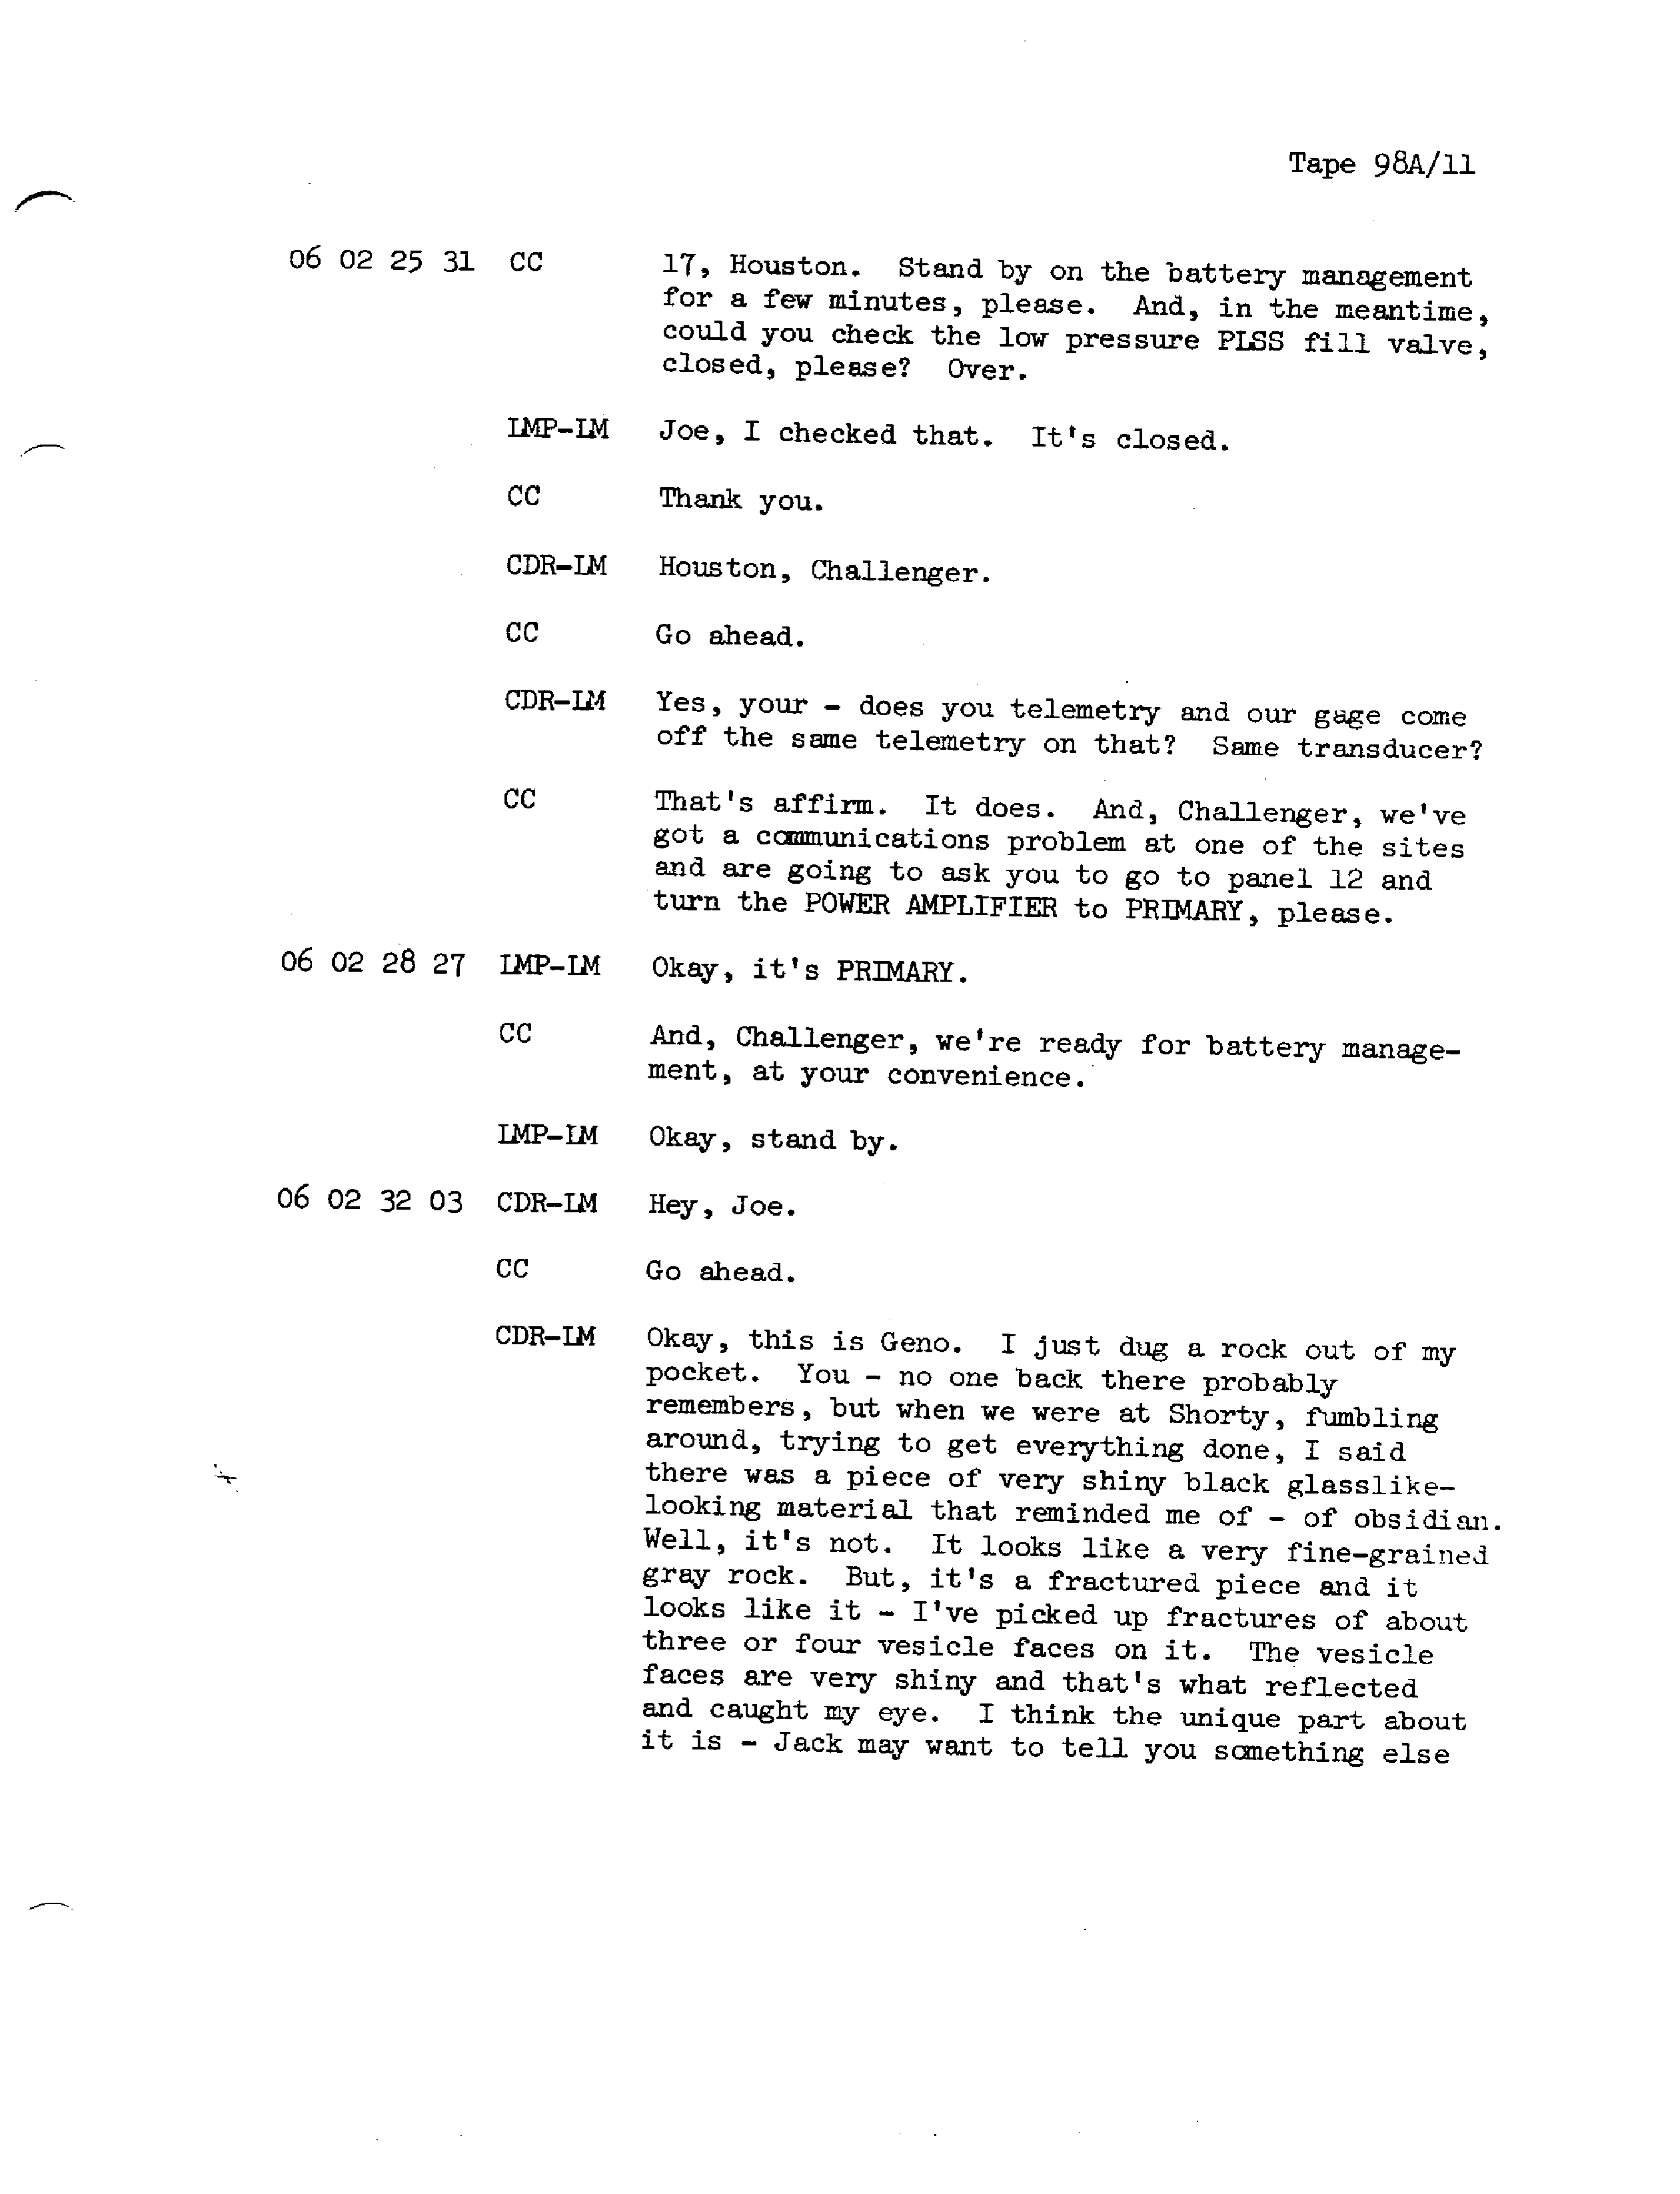 Tape 98A/11
06 02 25 31 CC 17, Houston. Stand by on the battery management
for a few minutes, please. And, in the meantime,
could you check the low pressure PLSS fill valve,
closed, please? Over.
LMP-LM Joe, I checked that. It's closed.
CC Thank you.
CDR-LM Houston, Challenger.
CC Go ahead.
CDR-LM Yes, your - does you telemetry and our gage come
off the same telemetry on that? Same transducer?
CC That's affirm. It does. And, Challenger, we've
got a communications problem at one of the sites
and are going to ask you to go to panel 12 and
turn the POWER AMPLIFIER to PRIMARY, please.
06 02 28 27 LMP-LM Okay, it's PRIMARY.
CC And, Challenger, we're ready for battery manage-
ment, at your convenience.
LMP-LM Okay, stand by.
06 02 32 03 CDR-LM Hey, Joe.
CC Go ahead.
CDR-LM Okay, this is Geno. I just dug a rock out of my
pocket. You - no one back there probably
remembers, but when we were at Shorty, fumbling
around, trying to get everything done, I said
there was a piece of very shiny black glasslike-
looking material that reminded me of - of obsidian.
Well, it's not. It looks like a very fine-grained
gray rock. But, it's a fractured piece and it
looks like it - I've picked up fractures of about
three or four vesicle faces on it. The vesicle
faces are very shiny and that's what reflected
and caught my eye. I think the unique part about
it is - Jack may want to tell you something else